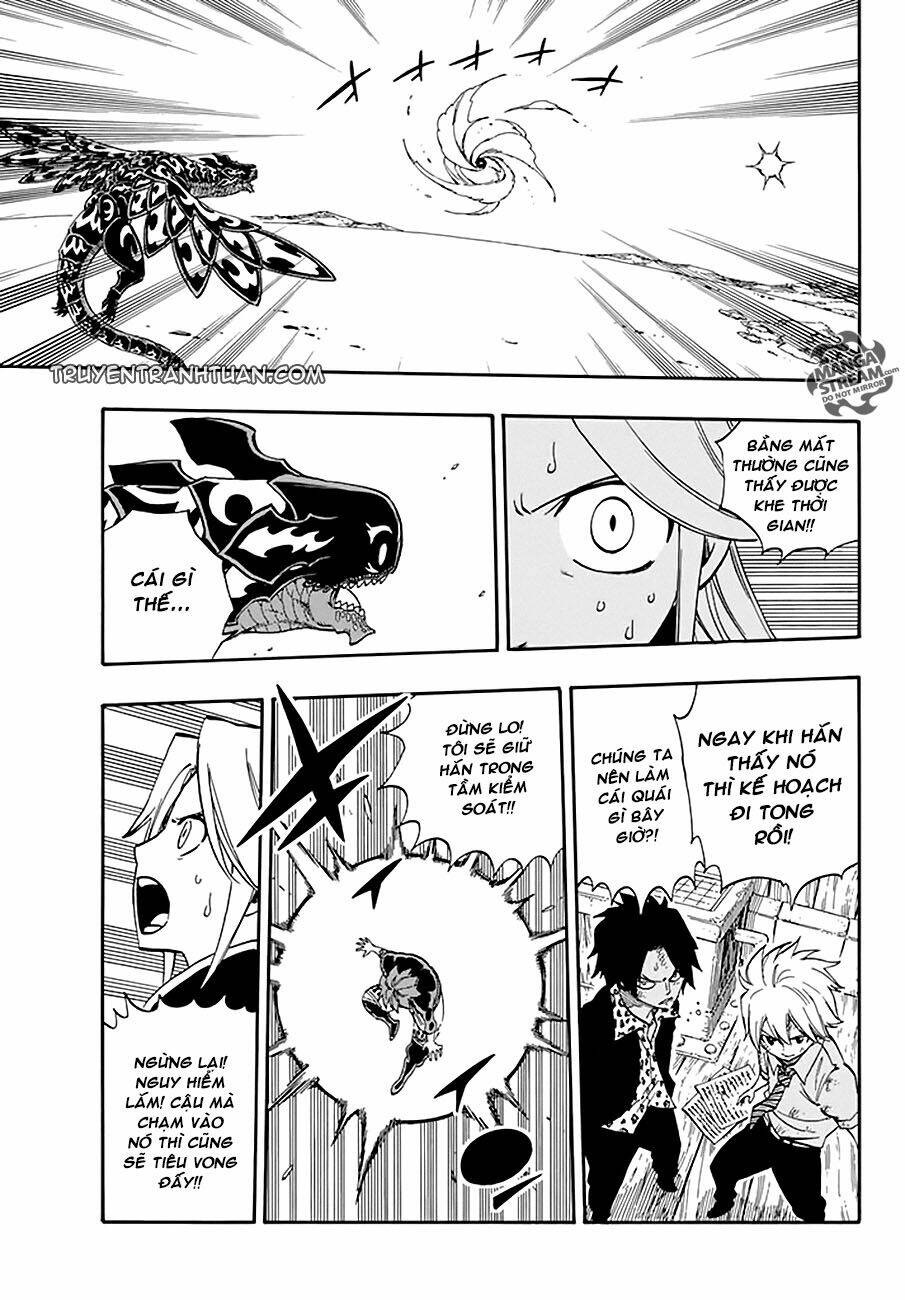 TRUYENTRANHTUAN.COM
MANGA
STREAM.com
DO NOT MIRROR
BẰNG MẮT
THƯỜNG CŨNG
THẤY ĐƯỢC
KHE THỜI
GIAN!!
CÁI GÌ
THẾ...
NGAY KHI HẮN
THẤY NÓ
THÌ KẾ HOẠCH
ĐI TONG
RỒI!
CHÚNG TA
NÊN LÀM
CÁI QUÁI
GÌ BÂY
GIỜ?!
ĐỪNG LO!
TÔI SẼ GIỮ
HẮN TRONG
TẦM KIỂM
SOÁT!!
NGỪNG LẠI!
NGUY HIỂM
LẮM! CẬU MÀ
CHẠM VÀO
NÓ THÌ CŨNG
SẼ TIÊU VONG
ĐẤY!!